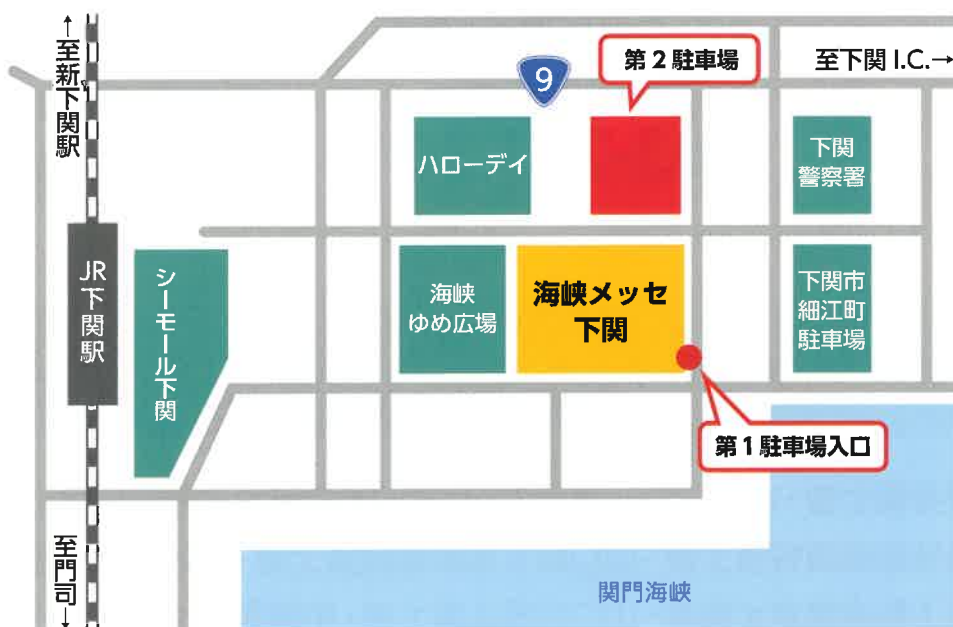 ↑至新下関駅
9
第2駐車場
至下関 I.C.→
ハローデイ
下関
警察署
JR下関駅
シーモール下関
海峡
ゆめ広場
海峡メッセ
下関
下関市
細江町
駐車場
第1駐車場入口
至門司→
関門海峡